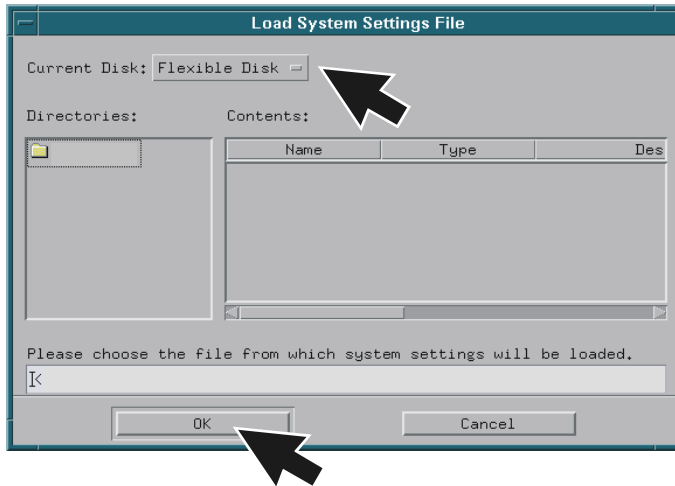 Load System Settings File
Current Disk: Flexible Disk
Directories: Contents:
Name Type Des
Please choose the file from which system settings will be loaded.
OK Cancel